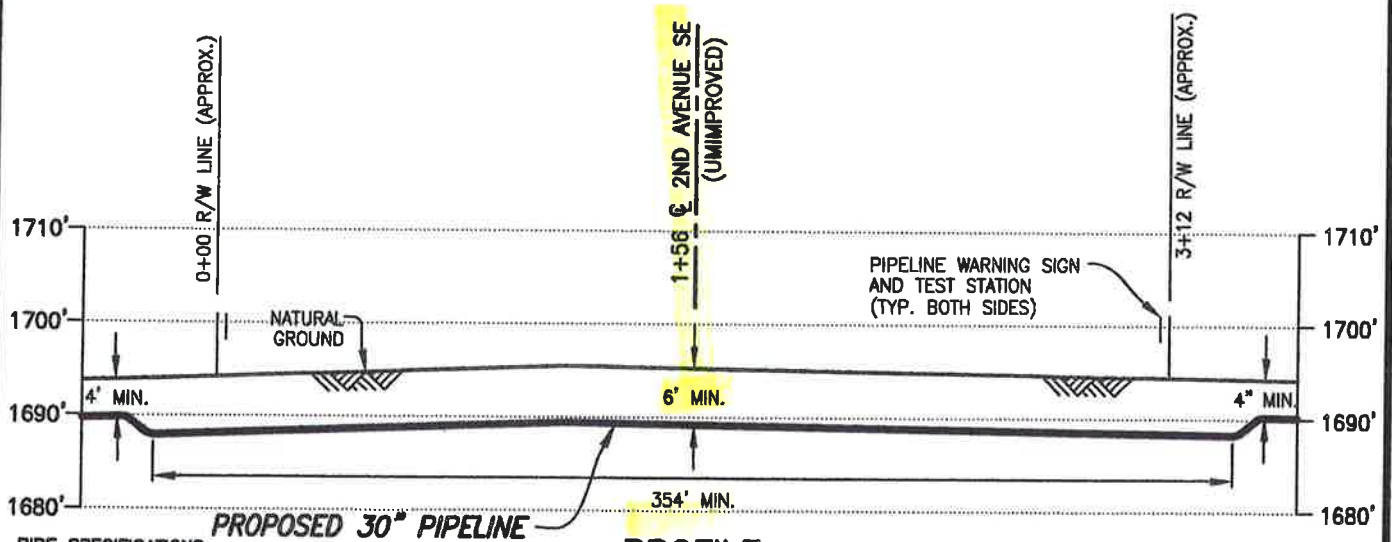 0+00 R/W LINE (APPROX.)
1+56 ℄ 2ND AVENUE SE
(UMIMPROVED)
3+12 R/W LINE (APPROX.)
1710'
1710'
PIPELINE WARNING SIGN
AND TEST STATION
(TYP. BOTH SIDES)
1700'
1700'
NATURAL
GROUND
4' MIN.
6' MIN.
4" MIN.
1690'
1690'
354' MIN.
1680'
1680'
PROPOSED 30" PIPELINE